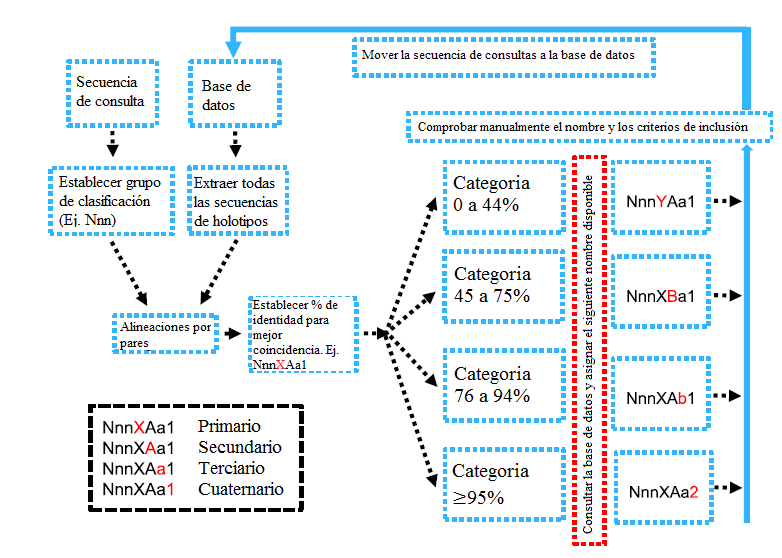 Mover la secuencia de consultas a la base de datos
Secuencia
de consulta
Base de
datos
Comprobar manualmente el nombre y los criterios de inclusión
Establecer grupo
de clasificación
(Ej. Nnn)
Extraer todas
las secuencias
de holotipos
Categoria
0 a 44%
NnnYAa1
Categoria
45 a 75%
NnnXBa1
Alineaciones por
pares
Establecer % de
identidad para
mejor
coincidencia. Ej.
NnnXAa1
Categoria
76 a 94%
NnnXAb1
Categoria
≥95%
NnnXAa2
Consultar la base de datos y asignar el siguiente nombre disponible
NnnXAa1 Primario
NnnXAa1 Secundario
NnnXAa1 Terciario
NnnXAa1 Cuaternario